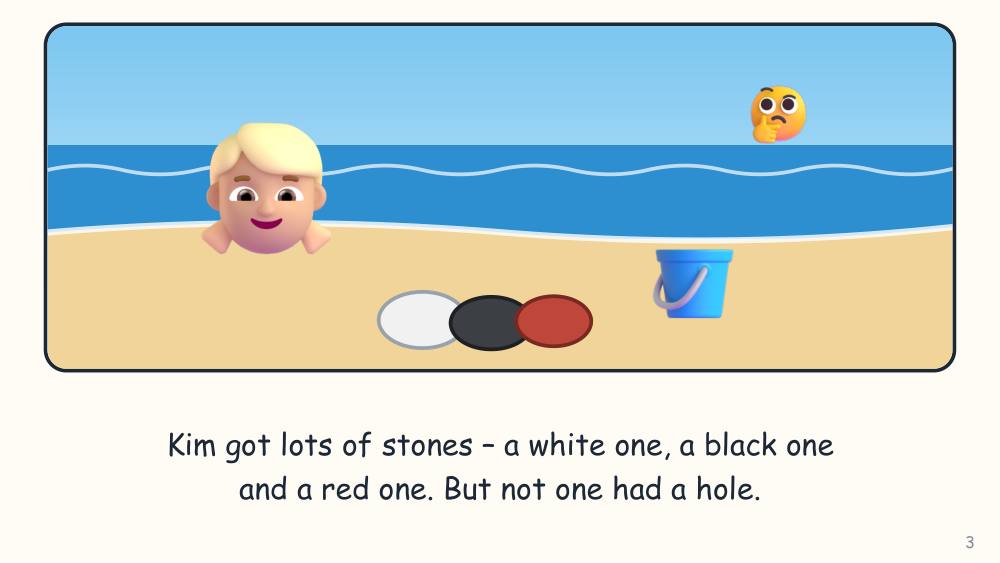 Kim got lots of stones – a white one, a black one
and a red one. But not one had a hole.
3